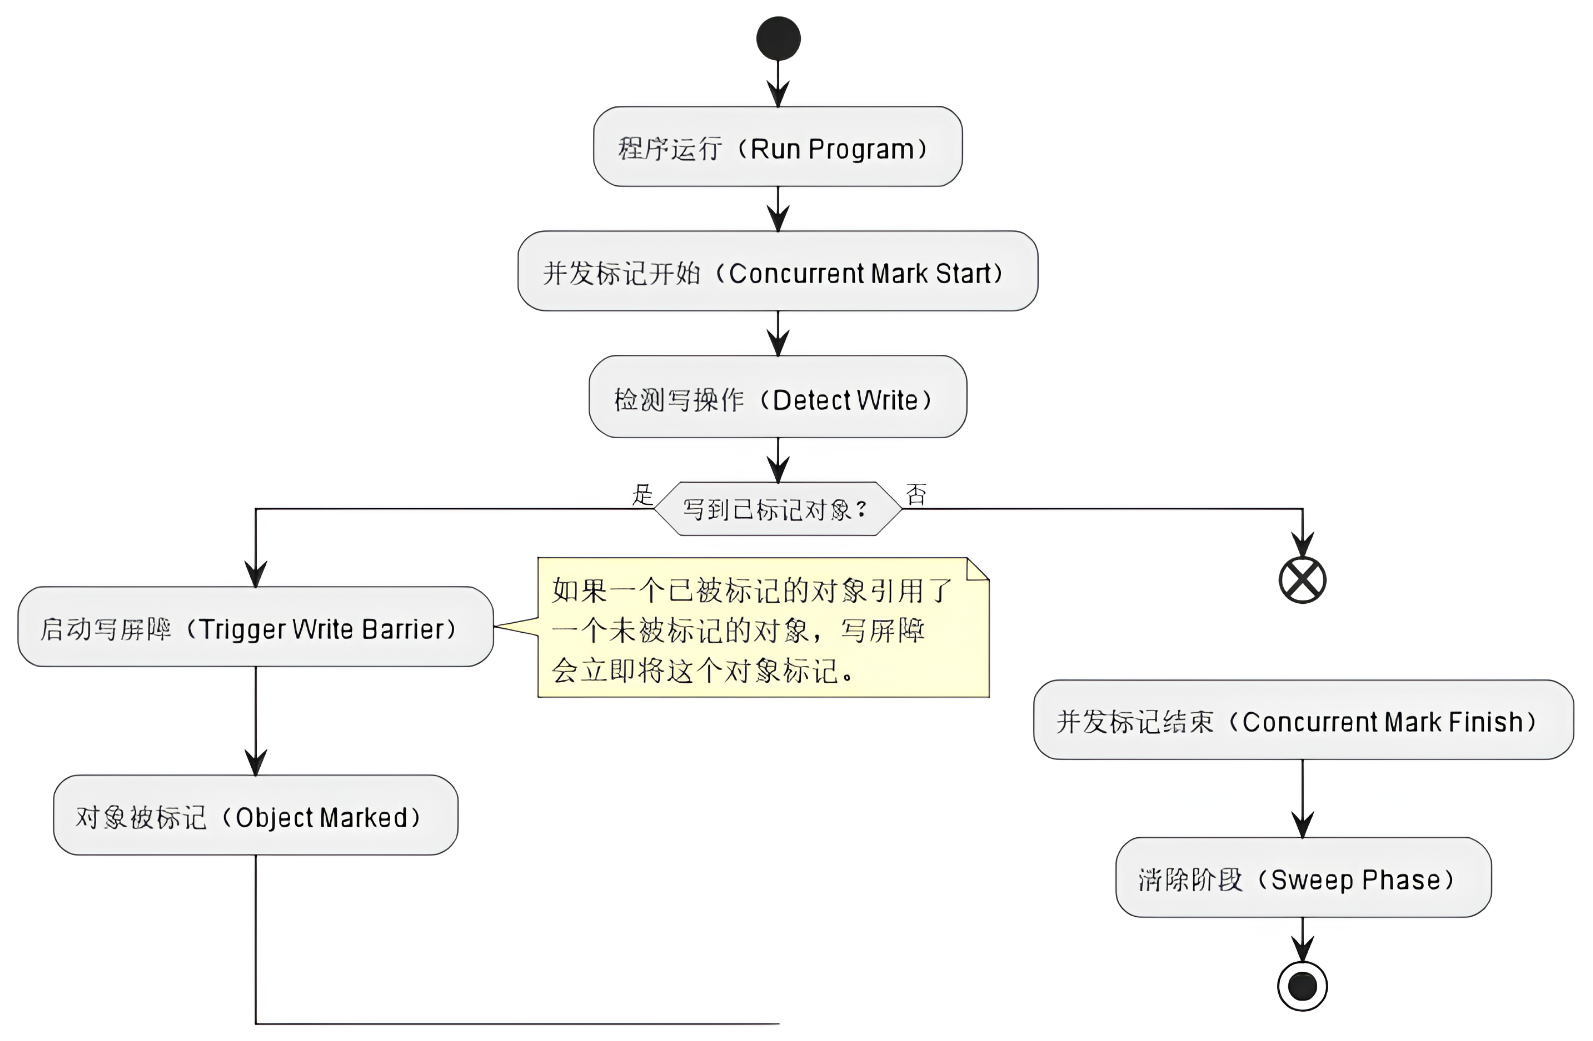 程序运行（Run Program）
并发标记开始（Concurrent Mark Start）
检测写操作（Detect Write）
是
写到已标记对象？
否
启动写屏障（Trigger Write Barrier）
如果一个已被标记的对象引用了
一个未被标记的对象，写屏障
会立即将这个对象标记。
对象被标记（Object Marked）
并发标记结束（Concurrent Mark Finish）
清除阶段（Sweep Phase）